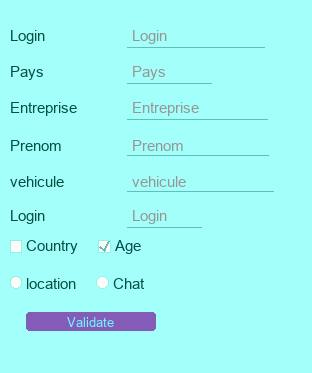 Login Login
Pays Pays
Entreprise Entreprise
Prenom Prenom
vehicule vehicule
Login Login
Country Age
location Chat
Validate